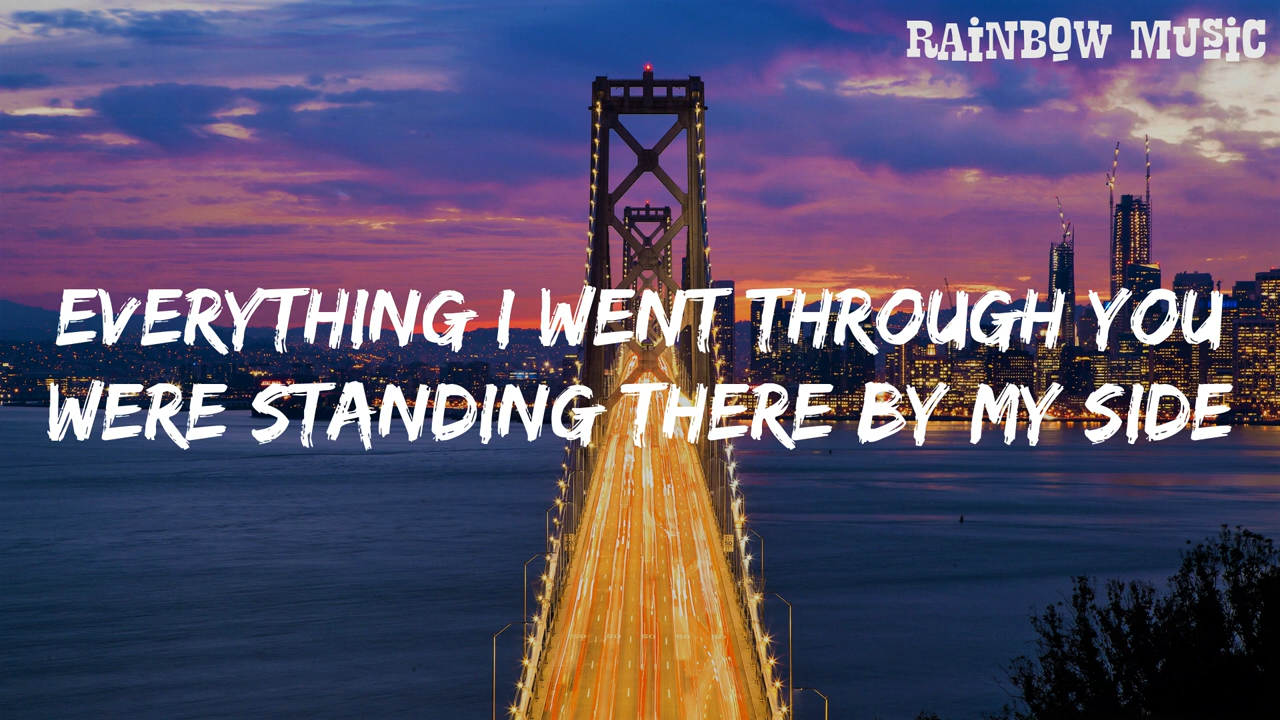 RAINBOW MUSIC
EVERYTHING I WENT THROUGH YOU
WERE STANDING THERE BY MY SIDE